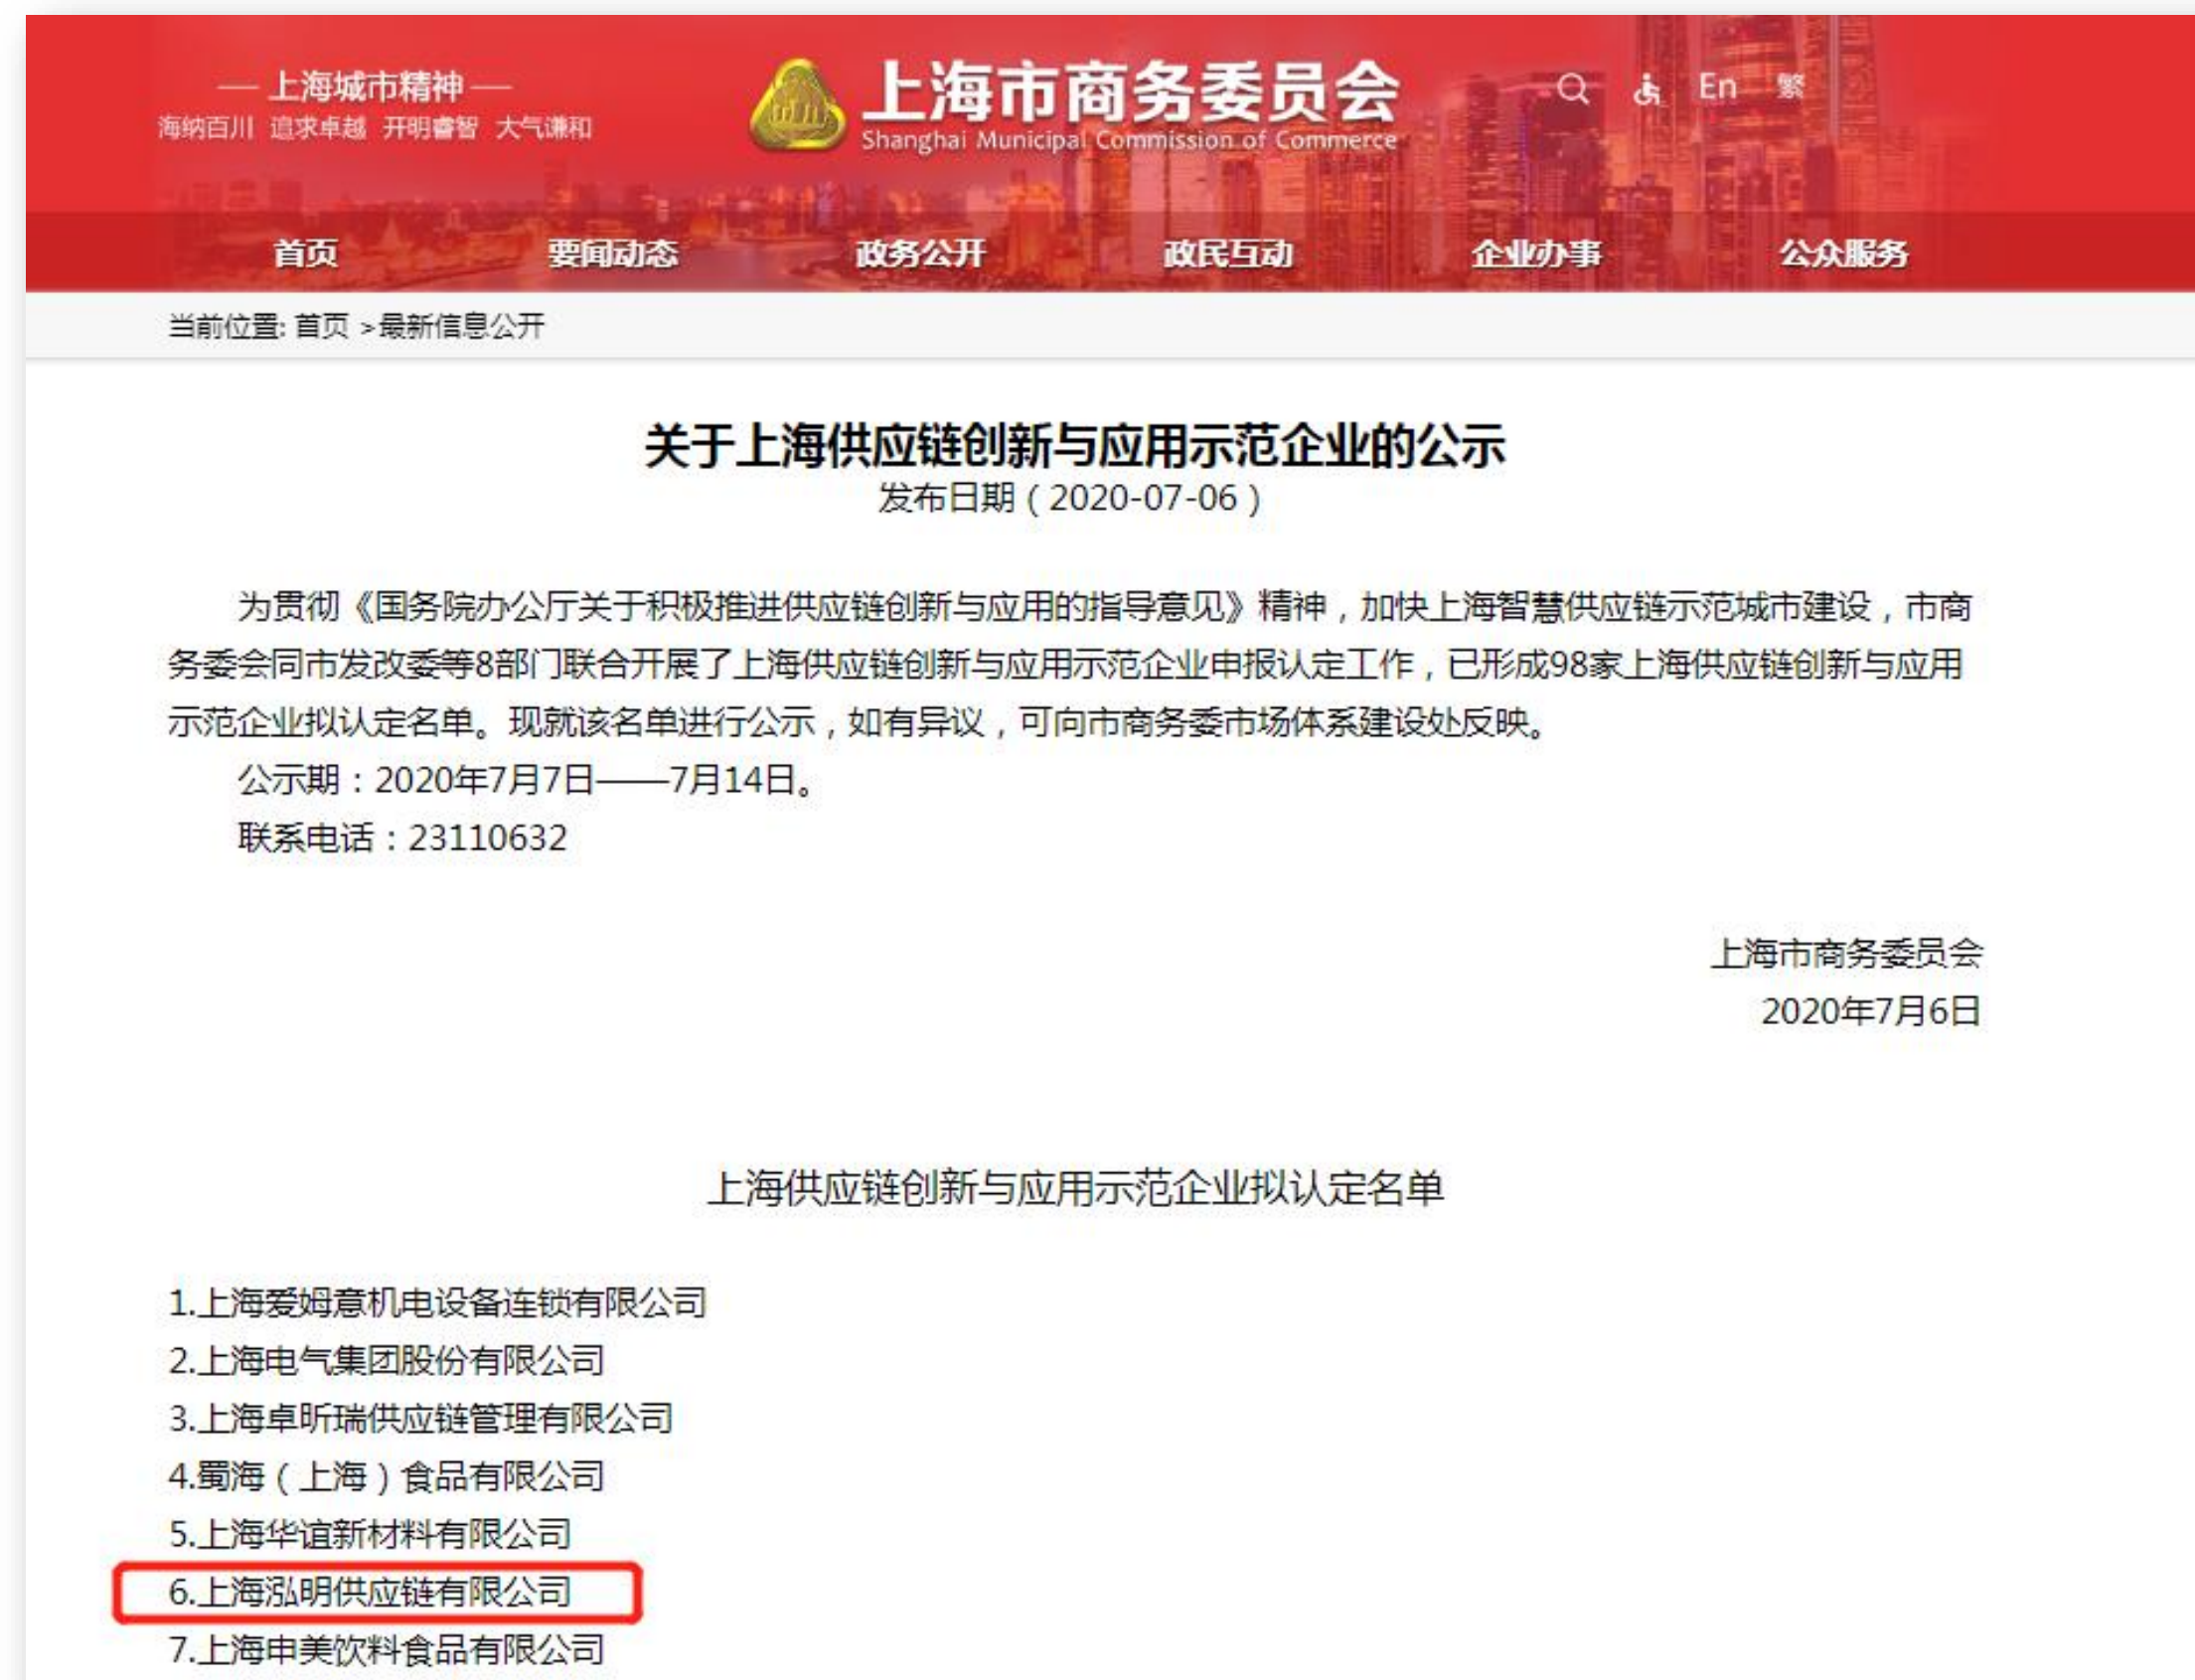 — 上海城市精神 —
海纳百川 追求卓越 开明睿智 大气谦和
上海市商务委员会
Shanghai Municipal Commission of Commerce
En 繁
首页 要闻动态 政务公开 政民互动 企业办事 公众服务
当前位置: 首页 >最新信息公开
关于上海供应链创新与应用示范企业的公示
发布日期（2020-07-06）
为贯彻《国务院办公厅关于积极推进供应链创新与应用的指导意见》精神，加快上海智慧供应链示范城市建设，市商
务委会同市发改委等8部门联合开展了上海供应链创新与应用示范企业申报认定工作，已形成98家上海供应链创新与应用
示范企业拟认定名单。现就该名单进行公示，如有异议，可向市商务委市场体系建设处反映。
公示期：2020年7月7日——7月14日。
联系电话：23110632
上海市商务委员会
2020年7月6日
上海供应链创新与应用示范企业拟认定名单
1.上海爱姆意机电设备连锁有限公司
2.上海电气集团股份有限公司
3.上海卓昕瑞供应链管理有限公司
4.蜀海（上海）食品有限公司
5.上海华谊新材料有限公司
6.上海泓明供应链有限公司
7.上海申美饮料食品有限公司